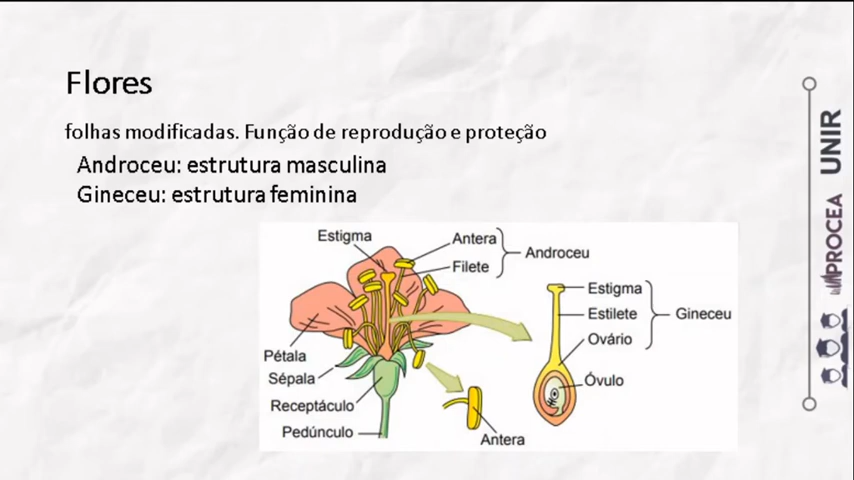 Flores
folhas modificadas. Função de reprodução e proteção
Androceu: estrutura masculina
Gineceu: estrutura feminina
Estigma
Antera
Filete
Androceu
Estigma
Estilete
Ovário
Gineceu
Óvulo
Pétala
Sépala
Receptáculo
Pedúnculo
Antera
PROCEA UNIR